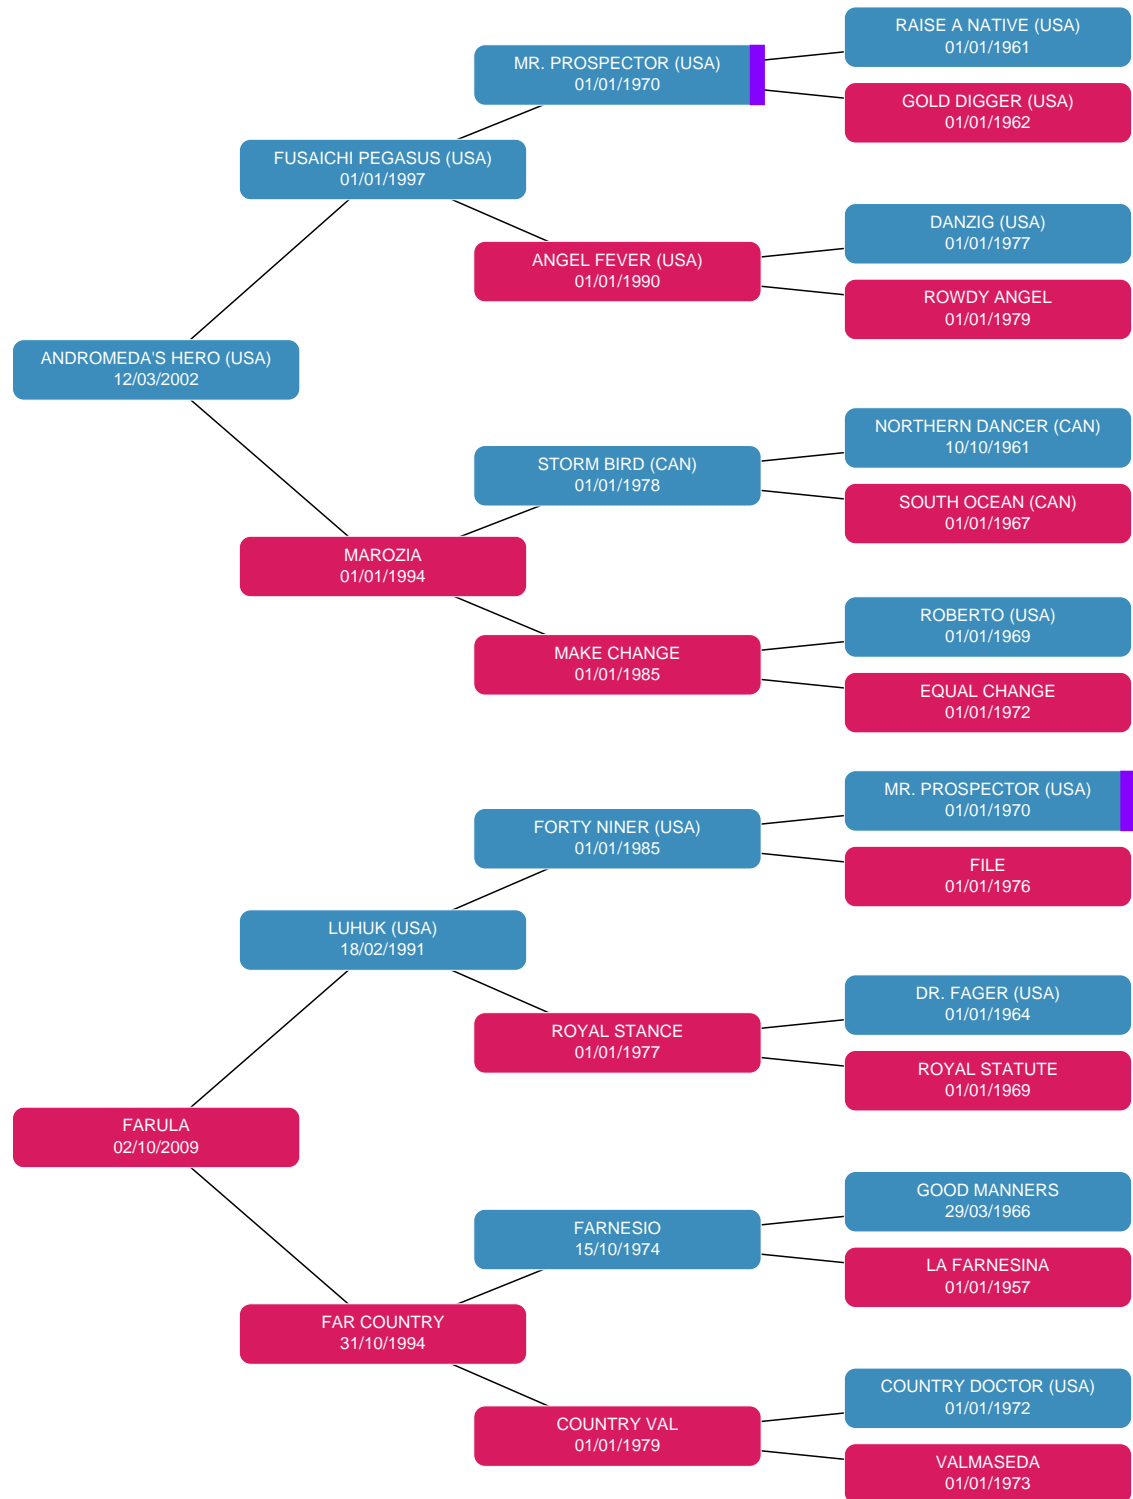 RAISE A NATIVE (USA)
01/01/1961
MR. PROSPECTOR (USA)
01/01/1970
GOLD DIGGER (USA)
01/01/1962
FUSAICHI PEGASUS (USA)
01/01/1997
DANZIG (USA)
01/01/1977
ANGEL FEVER (USA)
01/01/1990
ROWDY ANGEL
01/01/1979
ANDROMEDA'S HERO (USA)
12/03/2002
NORTHERN DANCER (CAN)
10/10/1961
STORM BIRD (CAN)
01/01/1978
SOUTH OCEAN (CAN)
01/01/1967
MAROZIA
01/01/1994
ROBERTO (USA)
01/01/1969
MAKE CHANGE
01/01/1985
EQUAL CHANGE
01/01/1972
MR. PROSPECTOR (USA)
01/01/1970
FORTY NINER (USA)
01/01/1985
FILE
01/01/1976
LUHUK (USA)
18/02/1991
DR. FAGER (USA)
01/01/1964
ROYAL STANCE
01/01/1977
ROYAL STATUTE
01/01/1969
FARULA
02/10/2009
GOOD MANNERS
29/03/1966
FARNESIO
15/10/1974
LA FARNESINA
01/01/1957
FAR COUNTRY
31/10/1994
COUNTRY DOCTOR (USA)
01/01/1972
COUNTRY VAL
01/01/1979
VALMASEDA
01/01/1973